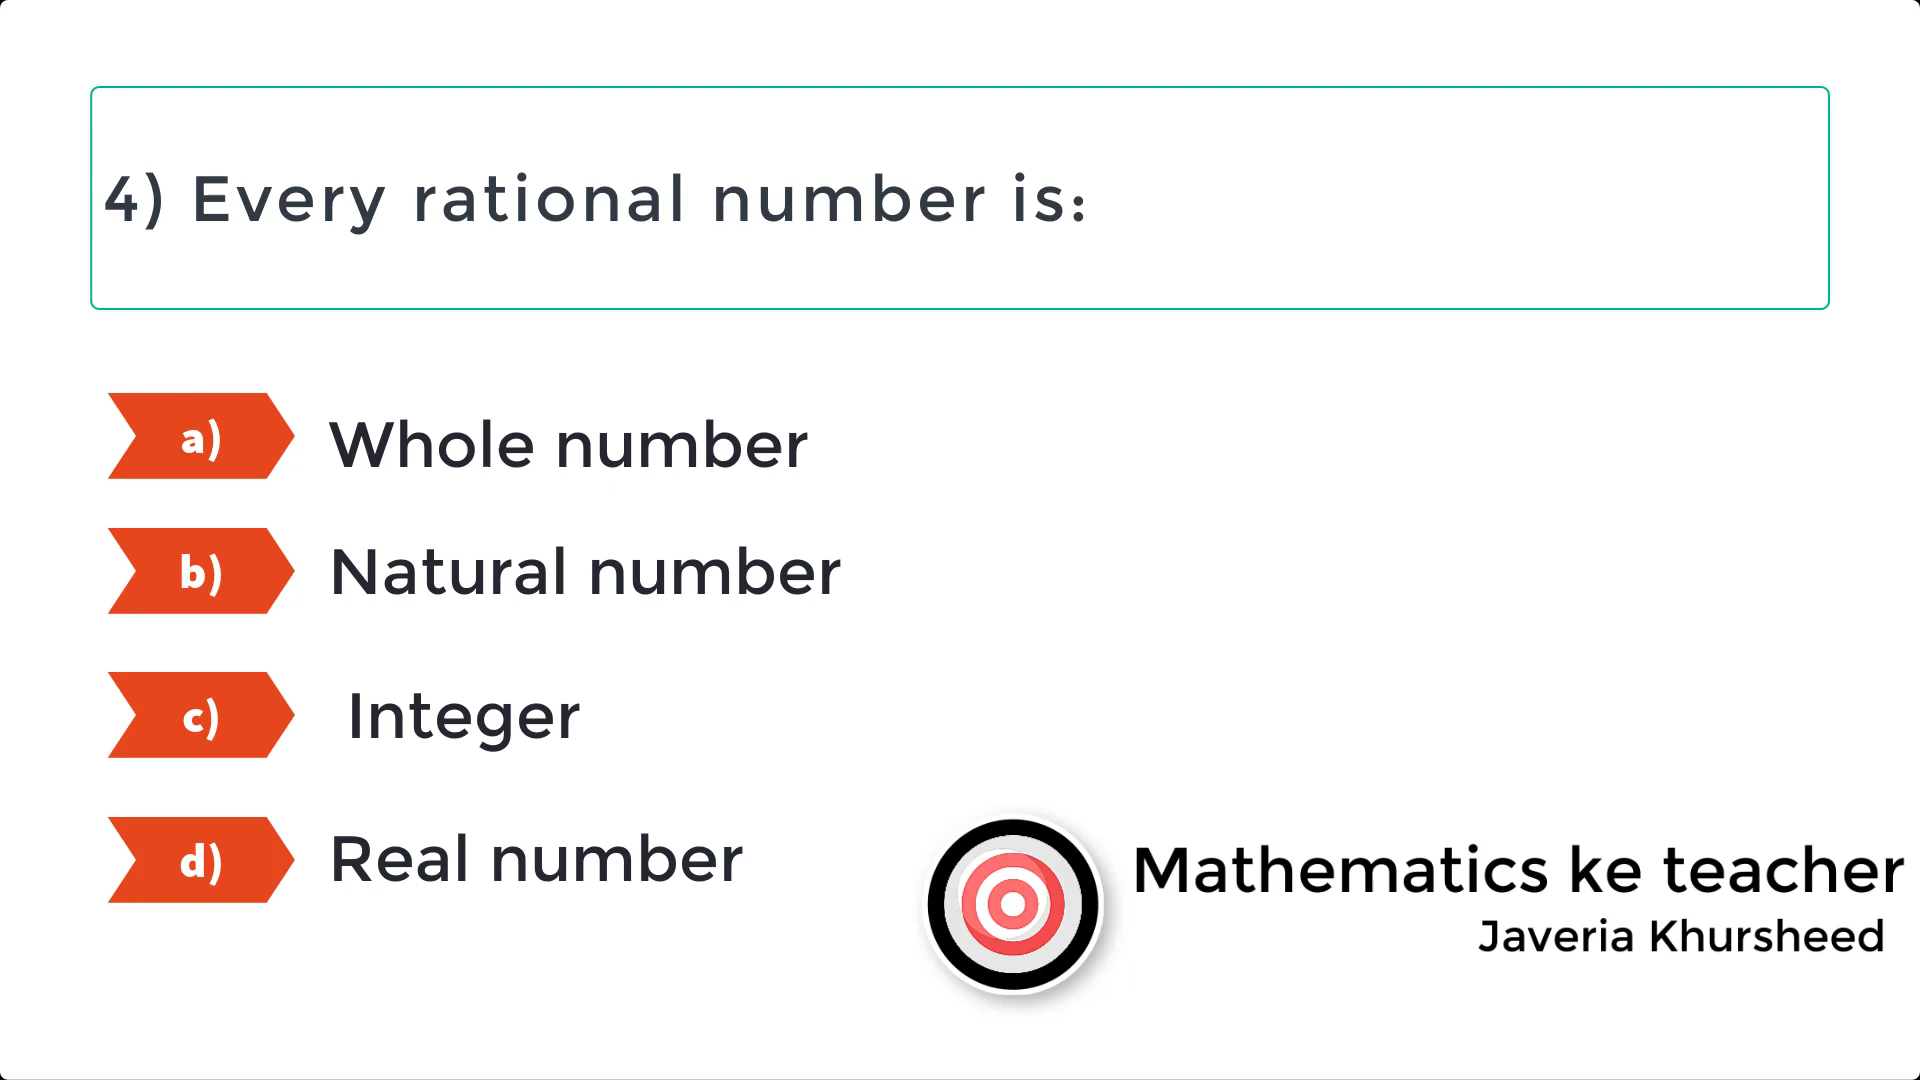 4) Every rational number is:
a) Whole number
b) Natural number
c) Integer
d) Real number
Mathematics ke teacher
Javeria Khursheed